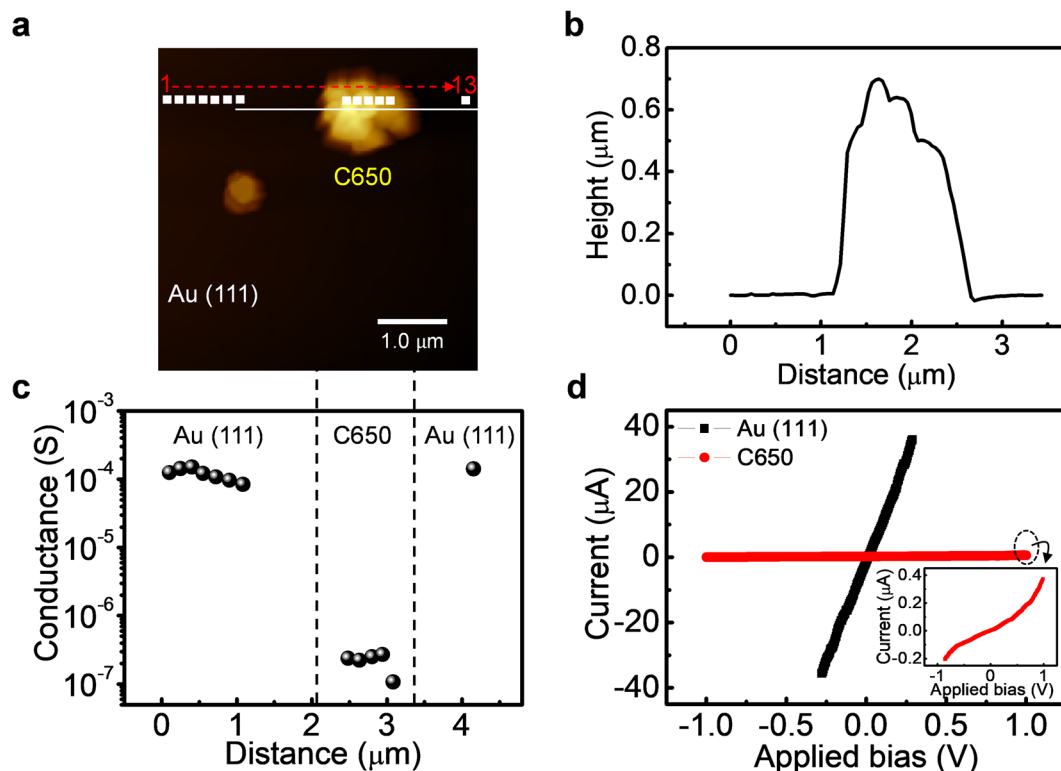 a
1
13
C650
Au (111)
1.0 μm
b
0.8
0.6
0.4
0.2
0.0
Height (μm)
0
1
2
3
Distance (μm)
c
10⁻³
10⁻⁴
10⁻⁵
10⁻⁶
10⁻⁷
Conductance (S)
Au (111)
C650
Au (111)
0
1
2
3
4
Distance (μm)
d
40
20
0
-20
-40
C-urrent (μA)
Au (111)
C650
-1.0
-0.5
0.0
0.5
1.0
Applied bias (V)
0.4
0.2
0.0
-0.2
C-urrent (μA)
-1
0
1
Applied bias (V)